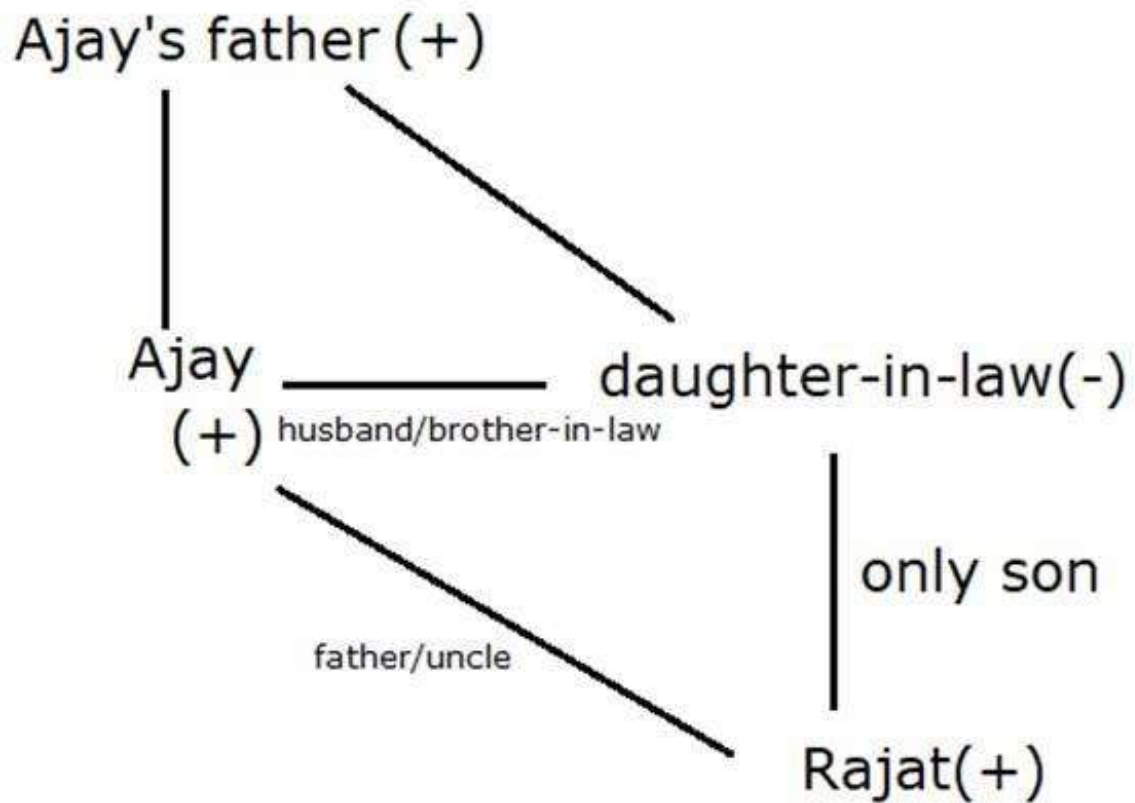 Ajay's father (+)
Ajay
daughter-in-law(-)
(+) husband/brother-in-law
only son
father/uncle
Rajat(+)